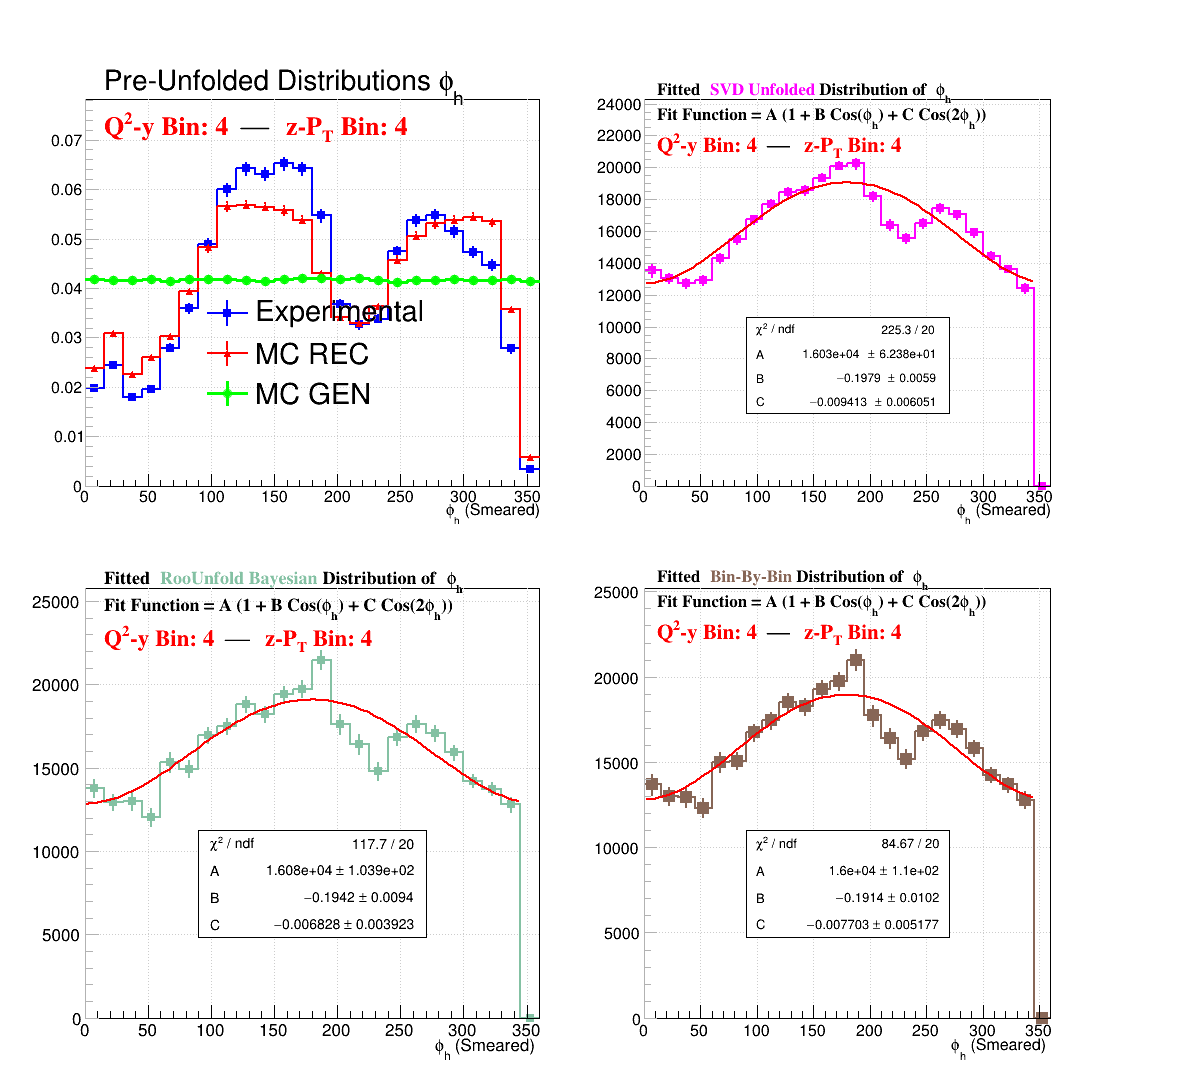 Pre-Unfolded Distributions ϕh
Q²-y Bin: 4 — z-PT Bin: 4
0.07
0.06
0.05
0.04
0.03
0.02
0.01
0
Experimental
MC REC
MC GEN
0 50 100 150 200 250 300 350
ϕh (Smeared)
Fitted SVD Unfolded Distribution of ϕh
Fit Function = A (1 + B Cos(ϕh) + C Cos(2ϕh))
Q²-y Bin: 4 — z-PT Bin: 4
24000
22000
20000
18000
16000
14000
12000
10000
8000
6000
4000
2000
0
χ² / ndf 225.3 / 20
A 1.603e+04 ± 6.238e+01
B −0.1979 ± 0.0059
C −0.009413 ± 0.006051
0 50 100 150 200 250 300 350
ϕh (Smeared)
Fitted RooUnfold Bayesian Distribution of ϕh
Fit Function = A (1 + B Cos(ϕh) + C Cos(2ϕh))
Q²-y Bin: 4 — z-PT Bin: 4
25000
20000
15000
10000
5000
0
χ² / ndf 117.7 / 20
A 1.608e+04 ± 1.039e+02
B −0.1942 ± 0.0094
C −0.006828 ± 0.003923
0 50 100 150 200 250 300 350
ϕh (Smeared)
Fitted Bin-By-Bin Distribution of ϕh
Fit Function = A (1 + B Cos(ϕh) + C Cos(2ϕh))
Q²-y Bin: 4 — z-PT Bin: 4
25000
20000
15000
10000
5000
0
χ² / ndf 84.67 / 20
A 1.6e+04 ± 1.1e+02
B −0.1914 ± 0.0102
C −0.007703 ± 0.005177
0 50 100 150 200 250 300 350
ϕh (Smeared)